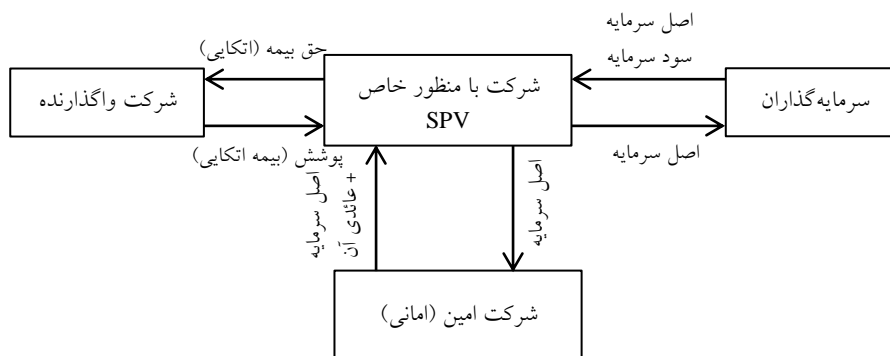 اصل سرمایه
سود سرمایه
سرمایه‌گذاران
اصل سرمایه
شرکت با منظور خاص
SPV
حق بیمه (اتکایی)
شرکت واگذارنده
پوشش (بیمه اتکایی)
اصل سرمایه
اصل سرمایه
+ عائدی آن
شرکت امین (امانی)